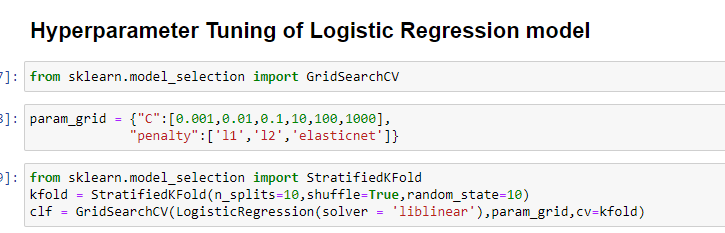 Hyperparameter Tuning of Logistic Regression model
7]: from sklearn.model_selection import GridSearchCV
8]: param_grid = {"C":[0.001,0.01,0.1,10,100,1000],
"penalty":['l1','l2','elasticnet']}
9]: from sklearn.model_selection import StratifiedKFold
kfold = StratifiedKFold(n_splits=10,shuffle=True,random_state=10)
clf = GridSearchCV(LogisticRegression(solver = 'liblinear'),param_grid,cv=kfold)